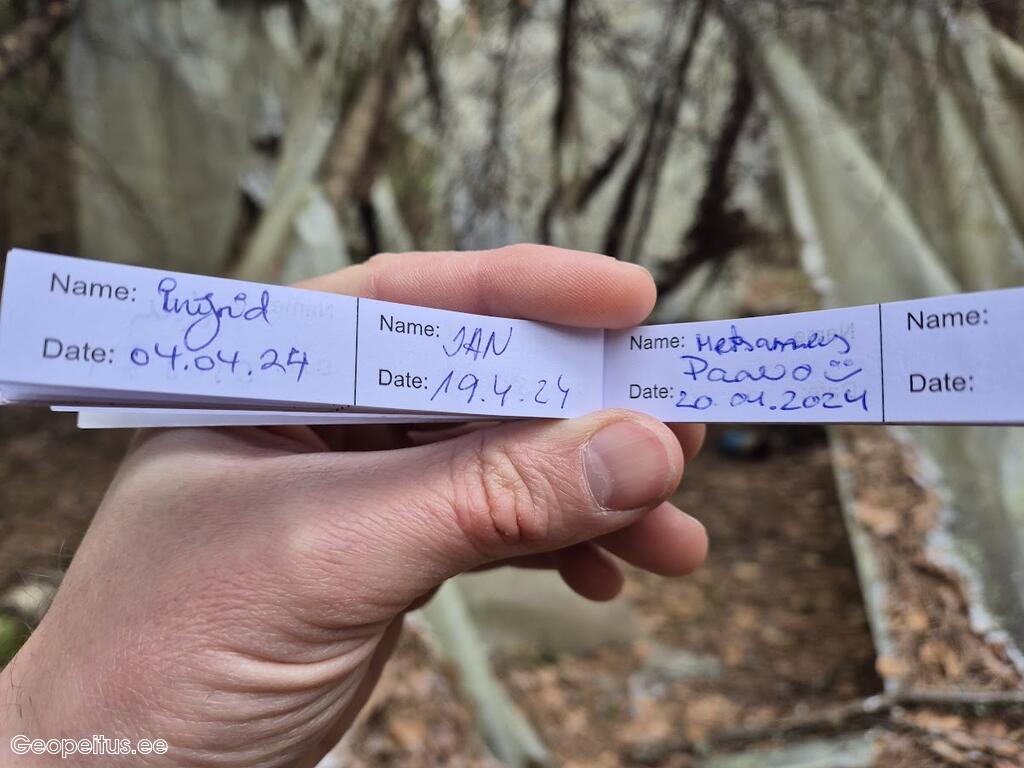 Name: Ingrid
Date: 04.04.24
Name: JAN
Date: 19.4.24
Name:
Paavo
Date: 20.04.2024
Name:
Date:
Geopeitus.ee